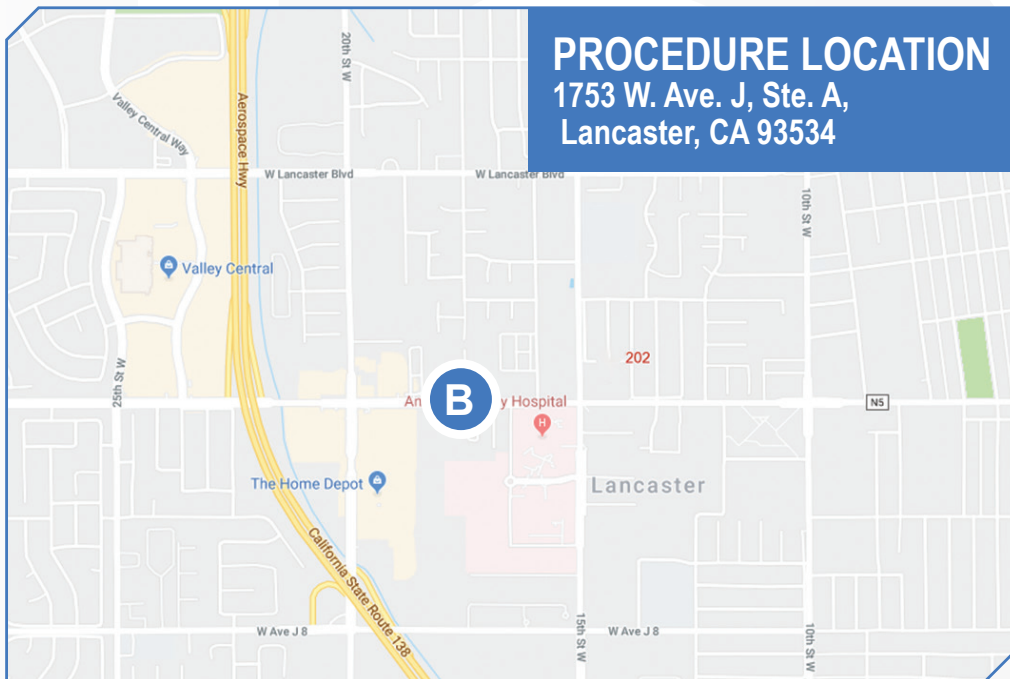 PROCEDURE LOCATION
1753 W. Ave. J, Ste. A,
Lancaster, CA 93534
20th St W
Valley Central Way
Aerospace Hwy
W Lancaster Blvd
W Lancaster Blvd
10th St W
Valley Central
202
25th St W
An
B
y Hospital
H
N5
The Home Depot
Lancaster
California State Route 138
W Ave J 8
15th St W
W Ave J 8
10th St W